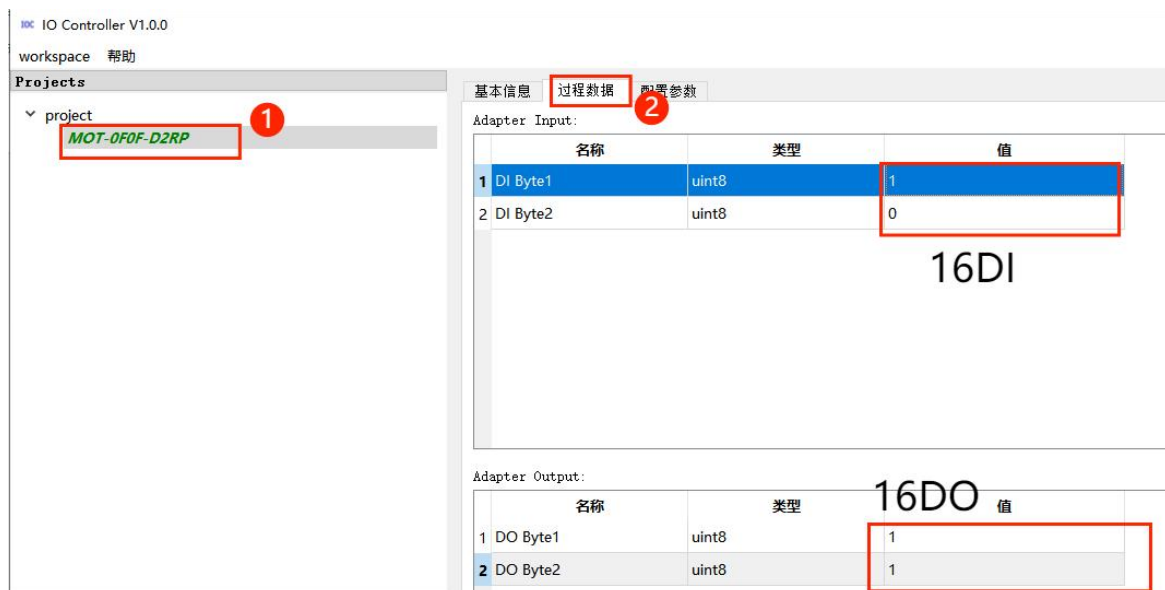 IOC IO Controller V1.0.0
workspace 帮助
Projects
project
MOT-0F0F-D2RP
1
基本信息 过程数据 配置参数
2
Adapter Input:
名称 类型 值
1 DI Byte1 uint8 1
2 DI Byte2 uint8 0
16DI
Adapter Output:
16DO
名称 类型 值
1 DO Byte1 uint8 1
2 DO Byte2 uint8 1